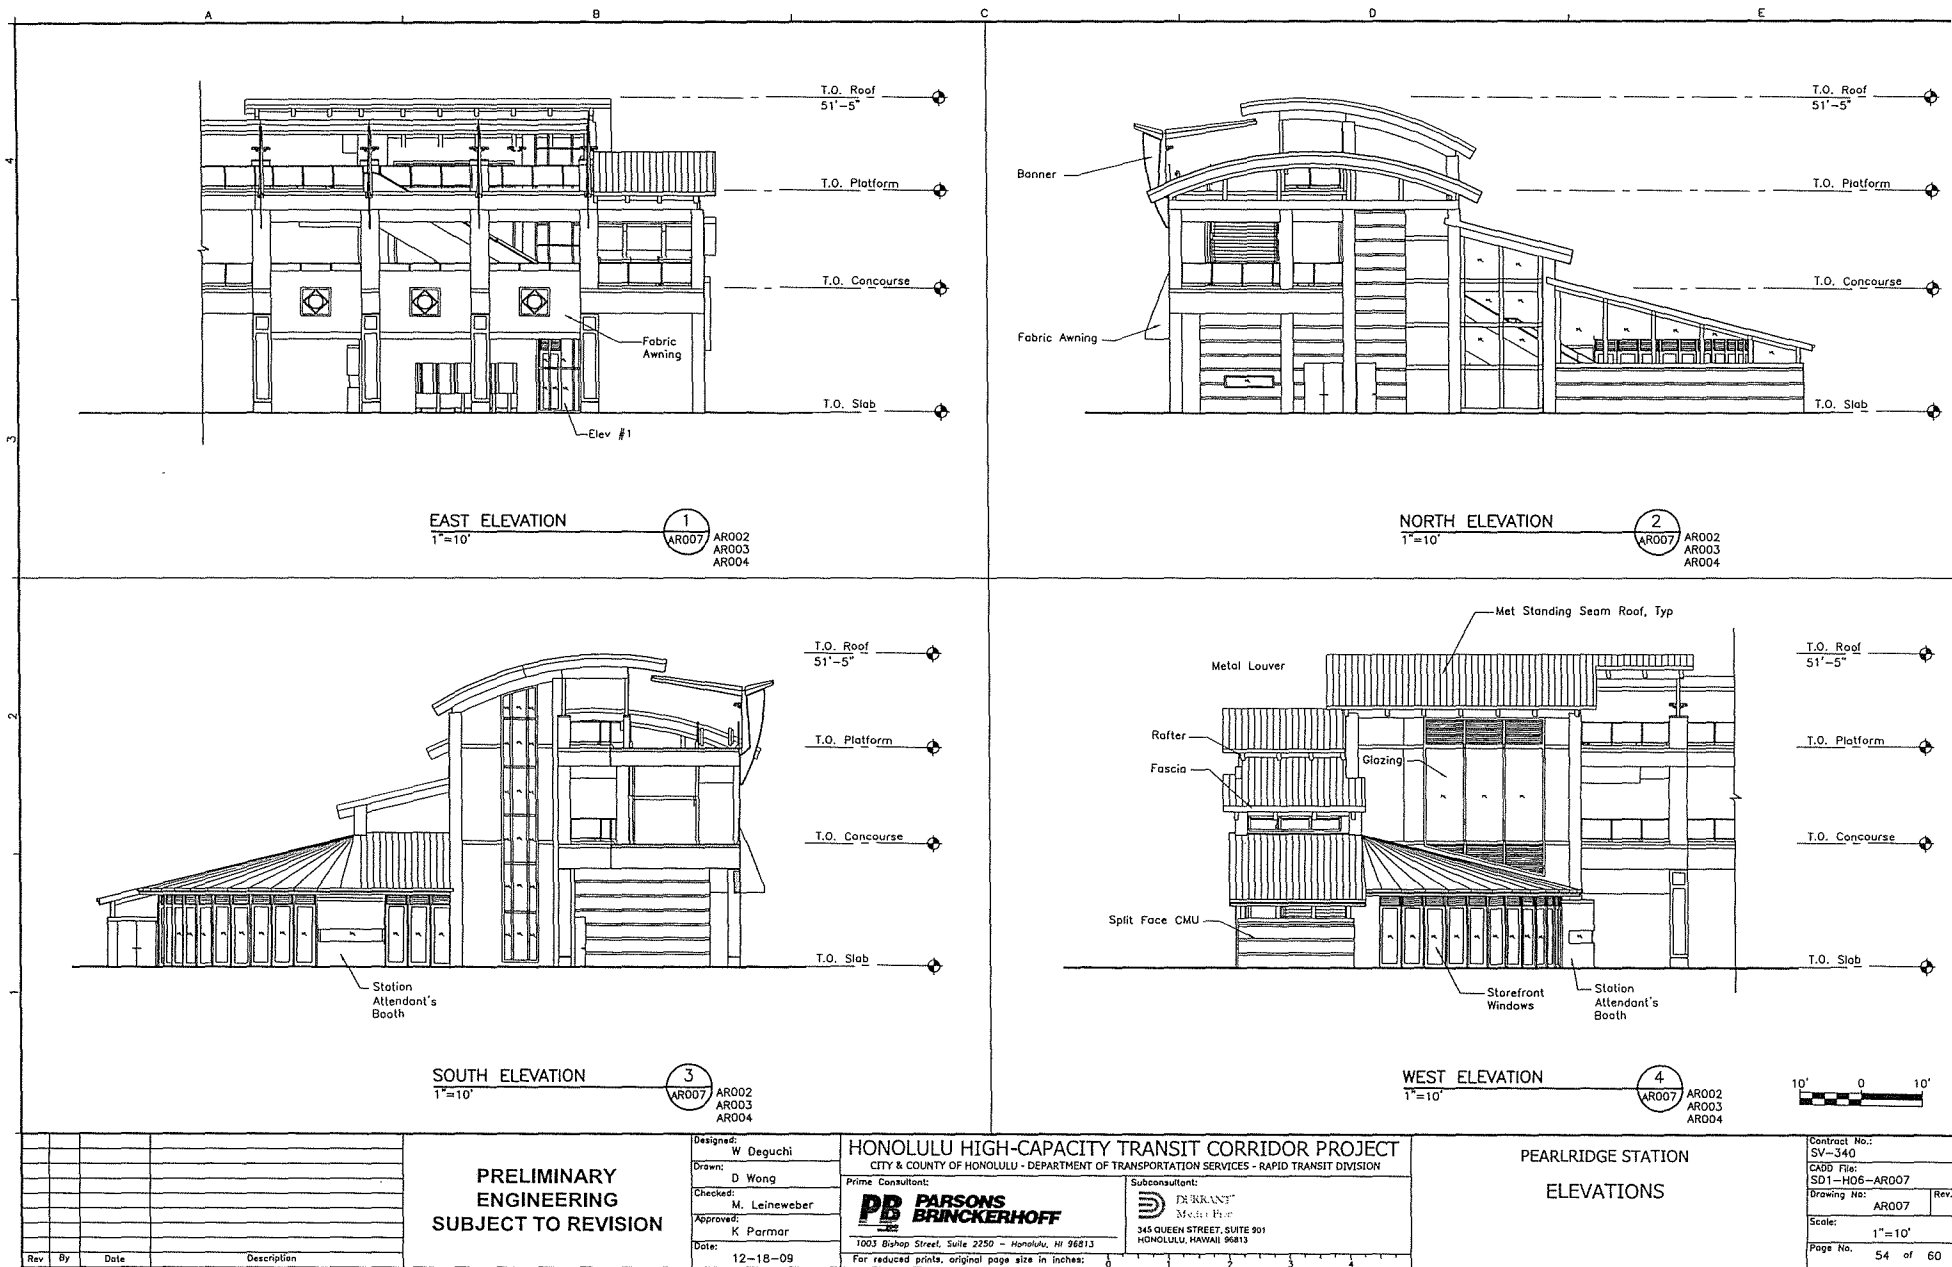 A B C D E
4
3
2
1
T.O. Roof
51'-5"
T.O. Platform
T.O. Concourse
Fabric
Awning
T.O. Slab
Elev #1
EAST ELEVATION
1"=10'
1
AR007
AR002
AR003
AR004
T.O. Roof
51'-5"
Banner
T.O. Platform
T.O. Concourse
Fabric Awning
T.O. Slab
NORTH ELEVATION
1"=10'
2
AR007
AR002
AR003
AR004
T.O. Roof
51'-5"
T.O. Platform
T.O. Concourse
T.O. Slab
Station
Attendant's
Booth
SOUTH ELEVATION
1"=10'
3
AR007
AR002
AR003
AR004
Met Standing Seam Roof, Typ
T.O. Roof
51'-5"
Metal Louver
Rafter
T.O. Platform
Glazing
Fascia
T.O. Concourse
Split Face CMU
T.O. Slab
Storefront
Windows
Station
Attendant's
Booth
WEST ELEVATION
1"=10'
4
AR007
AR002
AR003
AR004
10' 0 10'
Rev By Date Description
PRELIMINARY
ENGINEERING
SUBJECT TO REVISION
Designed:
W Deguchi
Drawn:
D Wong
Checked:
M. Leineweber
Approved:
K Parmar
Date:
12-18-09
HONOLULU HIGH-CAPACITY TRANSIT CORRIDOR PROJECT
CITY & COUNTY OF HONOLULU - DEPARTMENT OF TRANSPORTATION SERVICES - RAPID TRANSIT DIVISION
Prime Consultant:
PB PARSONS
BRINCKERHOFF
1003 Bishop Street, Suite 2250 - Honolulu, HI 96813
Subconsultant:
345 QUEEN STREET, SUITE 901
HONOLULU, HAWAII 96813
For reduced prints, original page size in inches:
0 1 2 3 4
PEARLRIDGE STATION
ELEVATIONS
Contract No.:
SV-340
CADD File:
SD1-H06-AR007
Drawing No:
AR007
Rev.
Scale:
1"=10'
Page No.
54 of 60